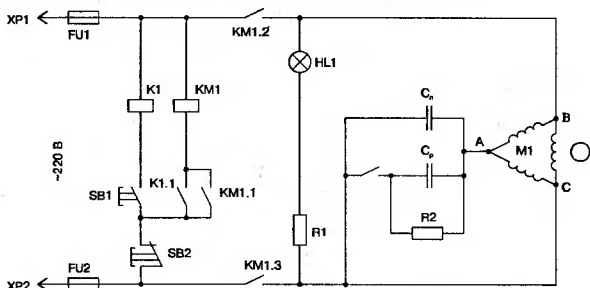 XP1
FU1
KM1.2
HL1
K1
KM1
Cп
B
A
M1
Cр
C
~220 В
K1.1
KM1.1
SB1
R2
R1
SB2
XP2
FU2
KM1.3